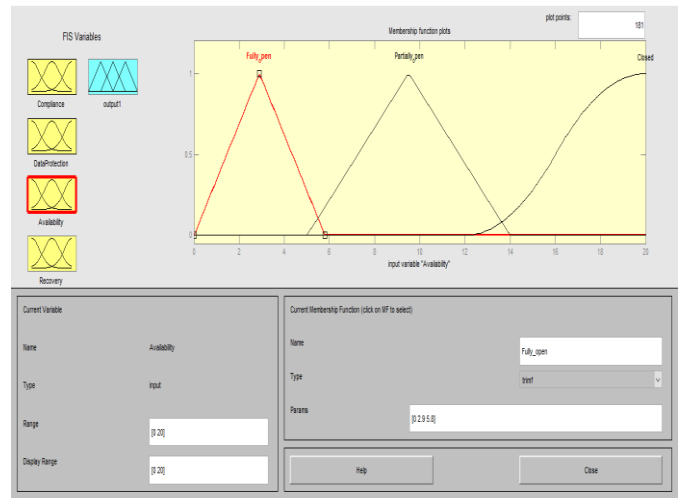 plot points: 181
FIS Variables
Membership function plots
Fully_open Partially_open Closed
Compliance output1
DataProtection
Availability
Recovery
1
0.5
0
0 2 4 6 8 10 12 14 16 18 20
input variable "Availability"
Current Variable
Name Availability
Type input
Range [0 20]
Display Range [0 20]
Current Membership Function (click on MF to select)
Name Fully_open
Type trimf
Params [0 2.9 5.8]
Help Close